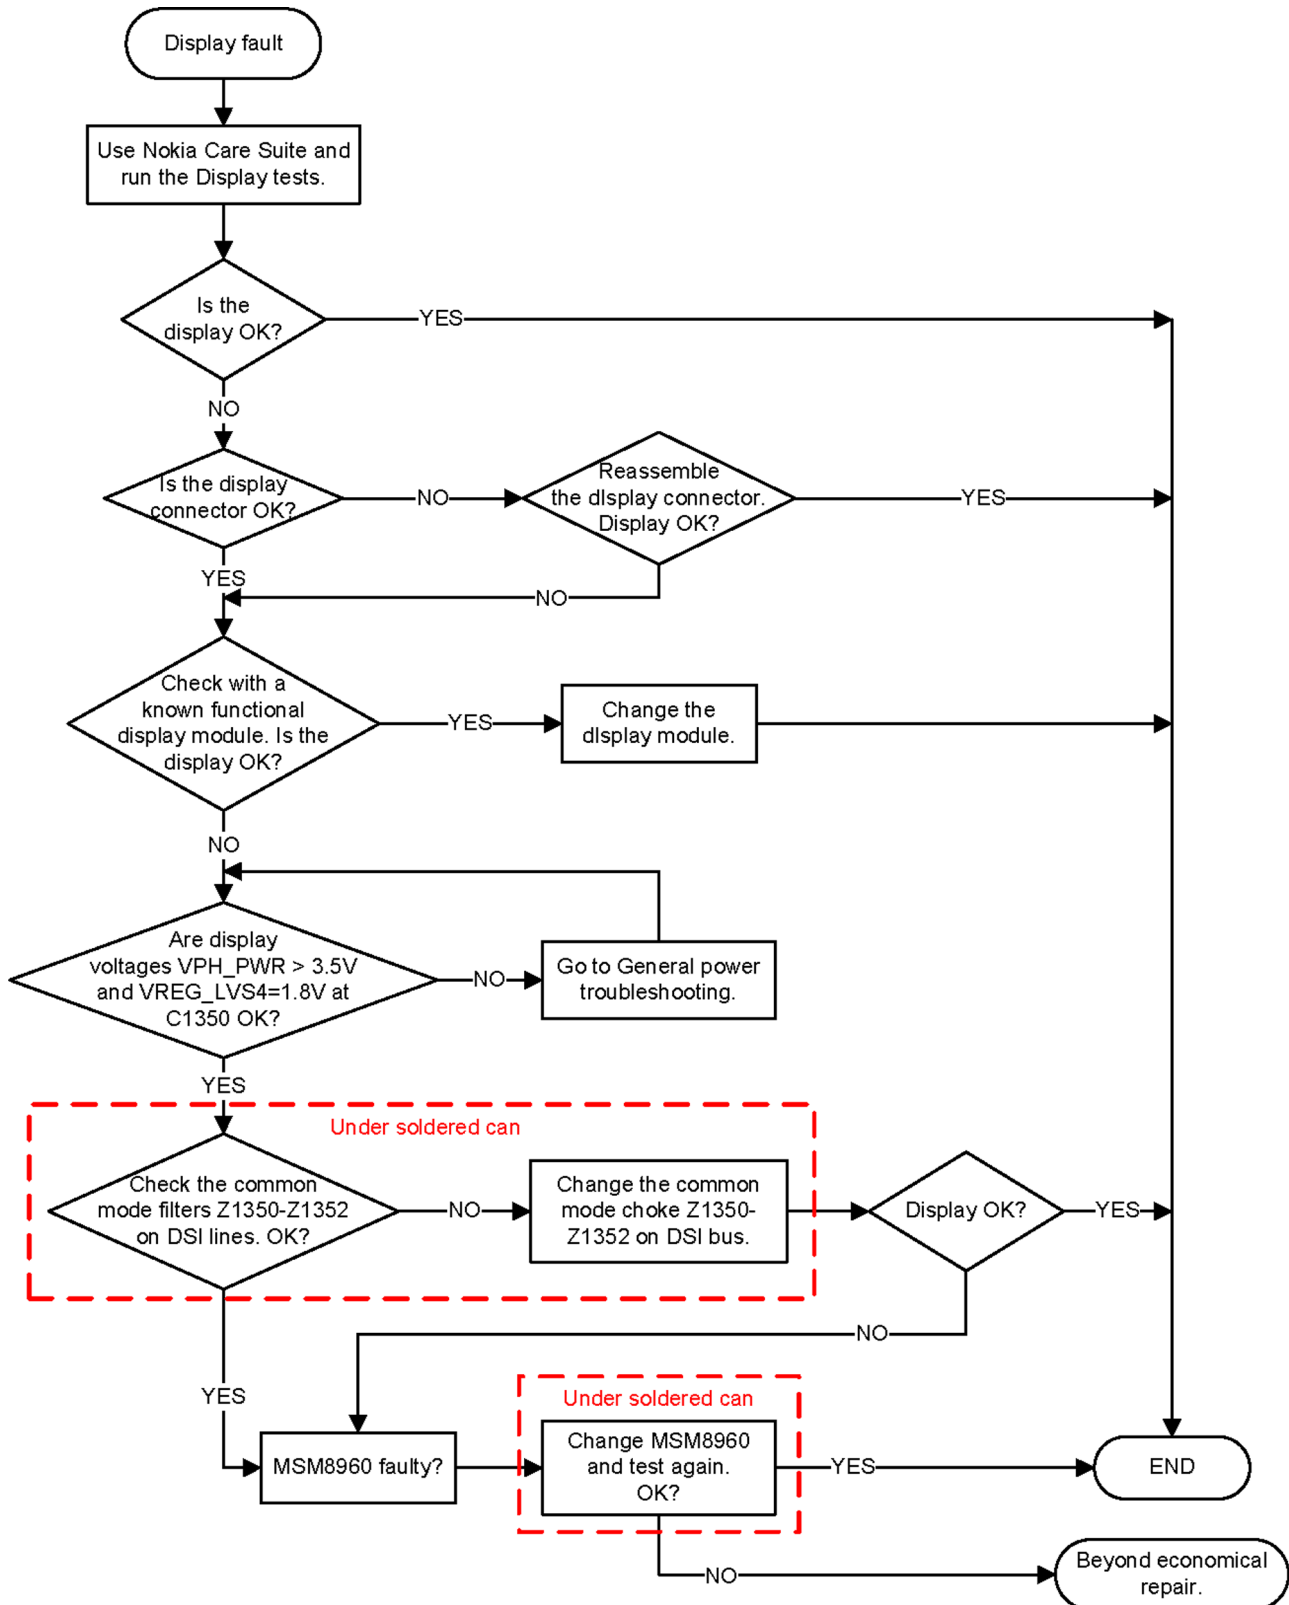 Display fault
Use Nokia Care Suite and
run the Display tests.
Is the
display OK?
YES
NO
Is the display
connector OK?
NO
Reassemble
the dIsplay connector.
Display OK?
YES
YES
NO
Check with a
known functional
display module. Is the
display OK?
YES
Change the
dIsplay module.
NO
Are display
voltages VPH_PWR > 3.5V
and VREG_LVS4=1.8V at
C1350 OK?
NO
Go to General power
troubleshooting.
YES
Under soldered can
Check the common
mode filters Z1350-Z1352
on DSI lines. OK?
NO
Change the common
mode choke Z1350-
Z1352 on DSI bus.
Display OK?
YES
NO
YES
MSM8960 faulty?
Under soldered can
Change MSM8960
and test again.
OK?
YES
END
NO
Beyond economical
repair.